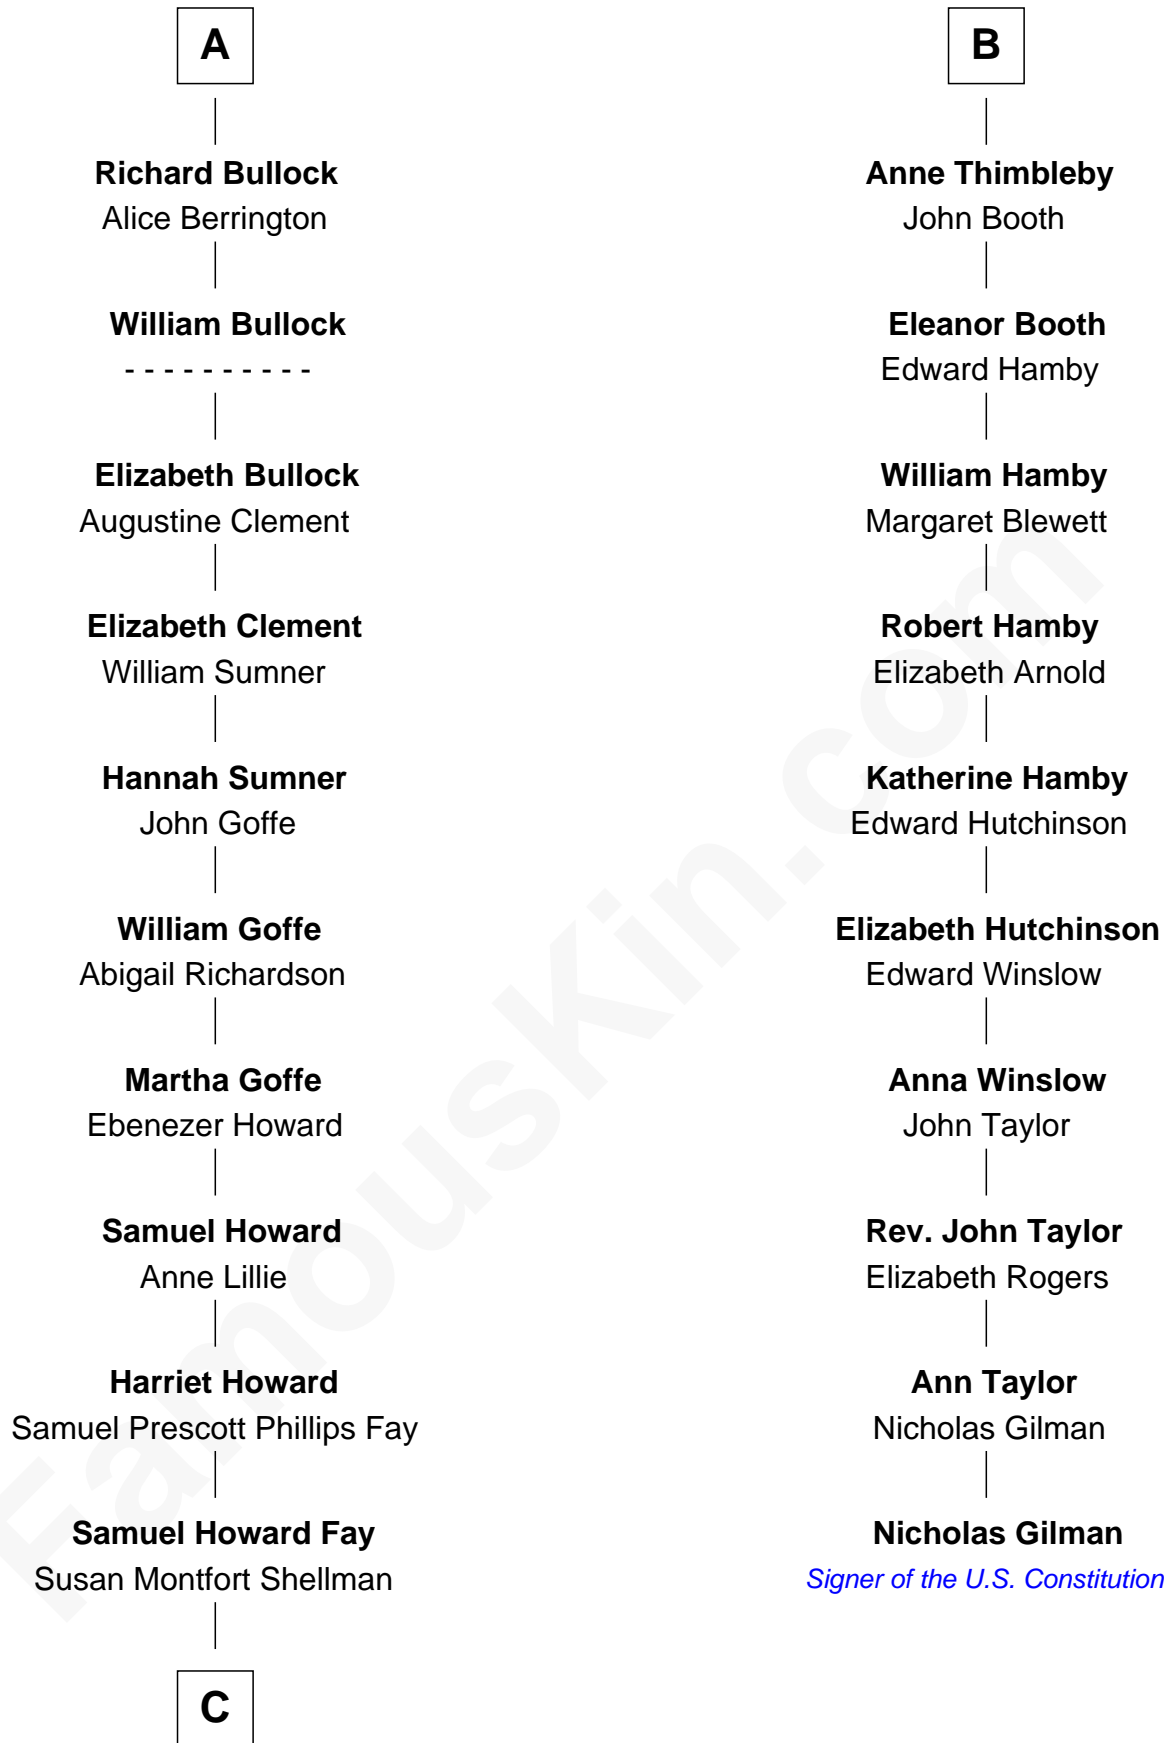 A
Richard Bullock
Alice Berrington
William Bullock
- - - - - - - - - -
Elizabeth Bullock
Augustine Clement
Elizabeth Clement
William Sumner
Hannah Sumner
John Goffe
William Goffe
Abigail Richardson
Martha Goffe
Ebenezer Howard
Samuel Howard
Anne Lillie
Harriet Howard
Samuel Prescott Phillips Fay
Samuel Howard Fay
Susan Montfort Shellman
C
B
Anne Thimbleby
John Booth
Eleanor Booth
Edward Hamby
William Hamby
Margaret Blewett
Robert Hamby
Elizabeth Arnold
Katherine Hamby
Edward Hutchinson
Elizabeth Hutchinson
Edward Winslow
Anna Winslow
John Taylor
Rev. John Taylor
Elizabeth Rogers
Ann Taylor
Nicholas Gilman
Nicholas Gilman
Signer of the U.S. Constitution
FamousKin.com